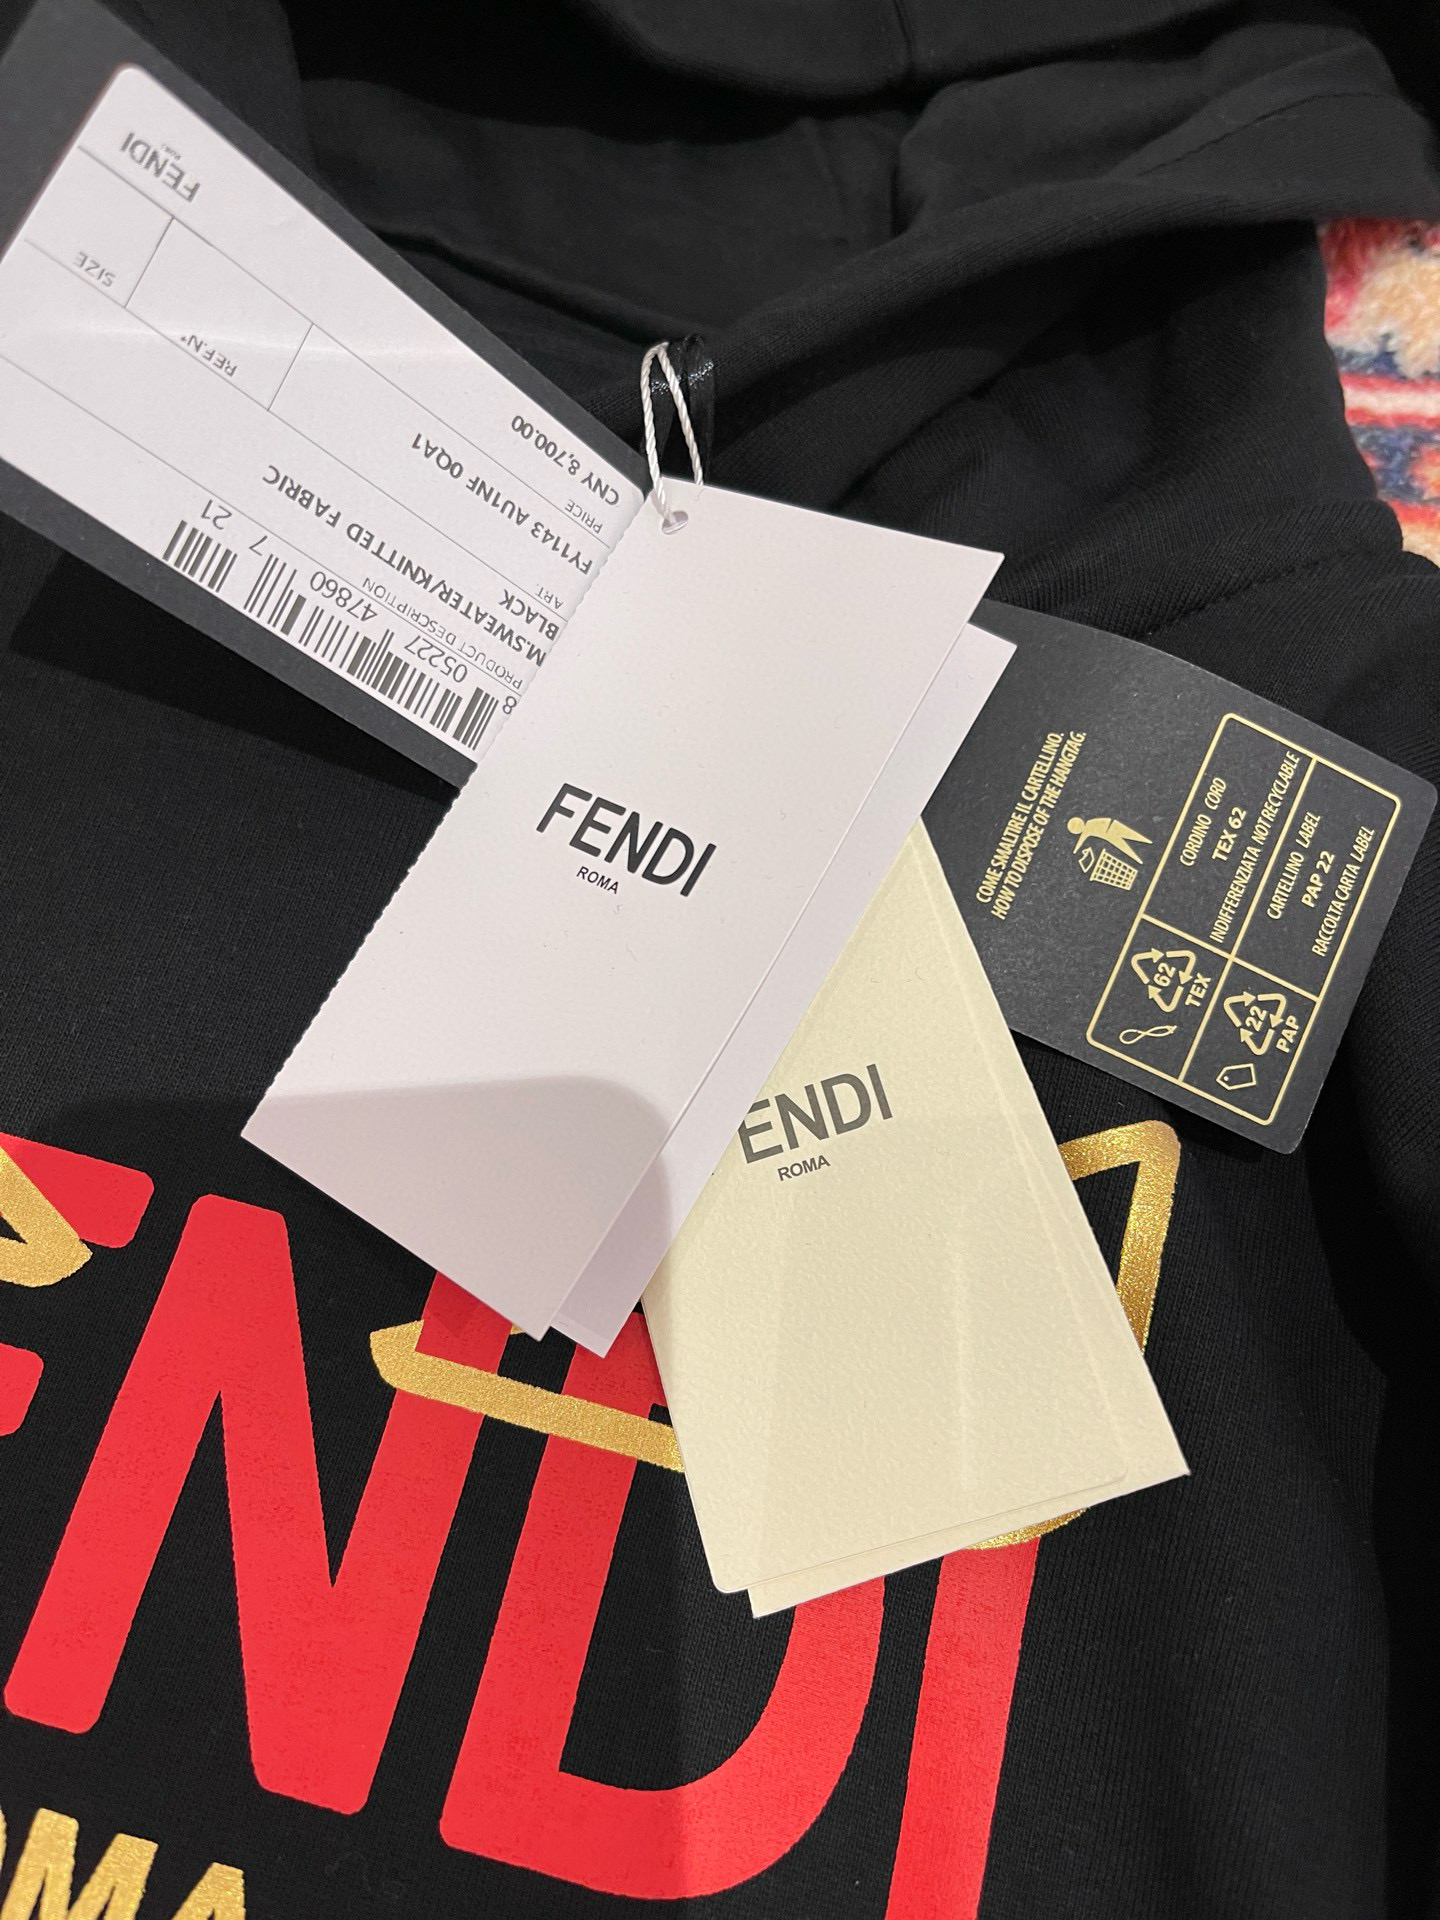 FENDI
SIZE
REF.N°
CNY 8,700.00
PRICE
FY1143 AU1NF 0QA1
ART.
BLACK
M.SWEATER/KNITTED FABRIC
PRODUCT DESCRIPTION
8 05227 47860 7 21
FENDI
ROMA
ENDI
ROMA
COME SMALTIRE IL CARTELLINO.
HOW TO DISPOSE OF THE HANGTAG.
CORDINO CORD
TEX 62
INDIFFERENZIATA NOT RECYCLABLE
CARTELLINO LABEL
PAP 22
RACCOLTA CARTA LABEL
62
TEX
22
PAP
ENDI
OMA